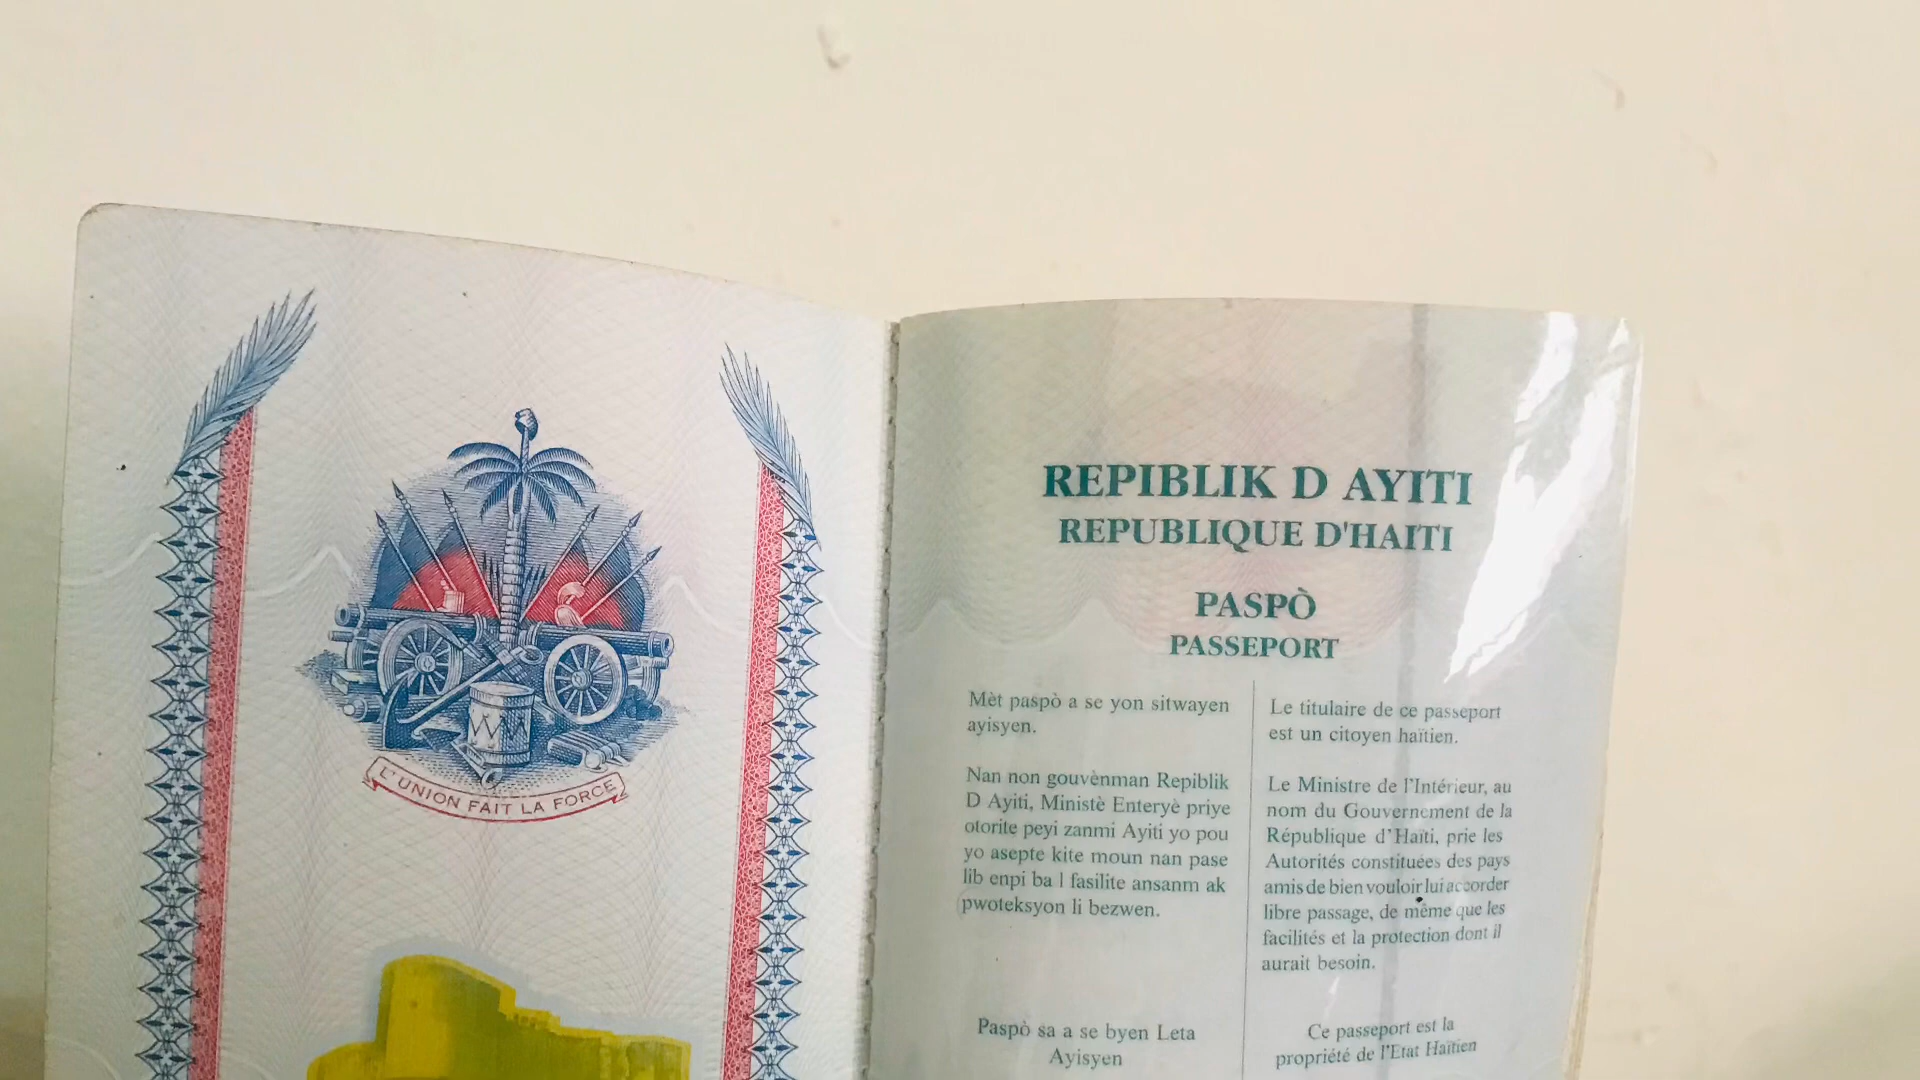 L'UNION FAIT LA FORCE
REPIBLIK D AYITI
REPUBLIQUE D'HAITI
PASPÒ
PASSEPORT
Mèt paspò a se yon sitwayen
ayisyen.
Nan non gouvènman Repiblik
D Ayiti, Ministè Enteryè priye
otorite peyi zanmi Ayiti yo pou
yo asepte kite moun nan pase
lib enpi ba l fasilite ansanm ak
pwoteksyon li bezwen.
Paspò sa a se byen Leta
Ayisyen
Le titulaire de ce passeport
est un citoyen haïtien.
Le Ministre de l'Intérieur, au
nom du Gouvernement de la
République d'Haïti, prie les
Autorités constituées des pays
amis de bien vouloir lui accorder
libre passage, de même que les
facilités et la protection dont il
aurait besoin.
Ce passeport est la
propriété de l'Etat Haïtien